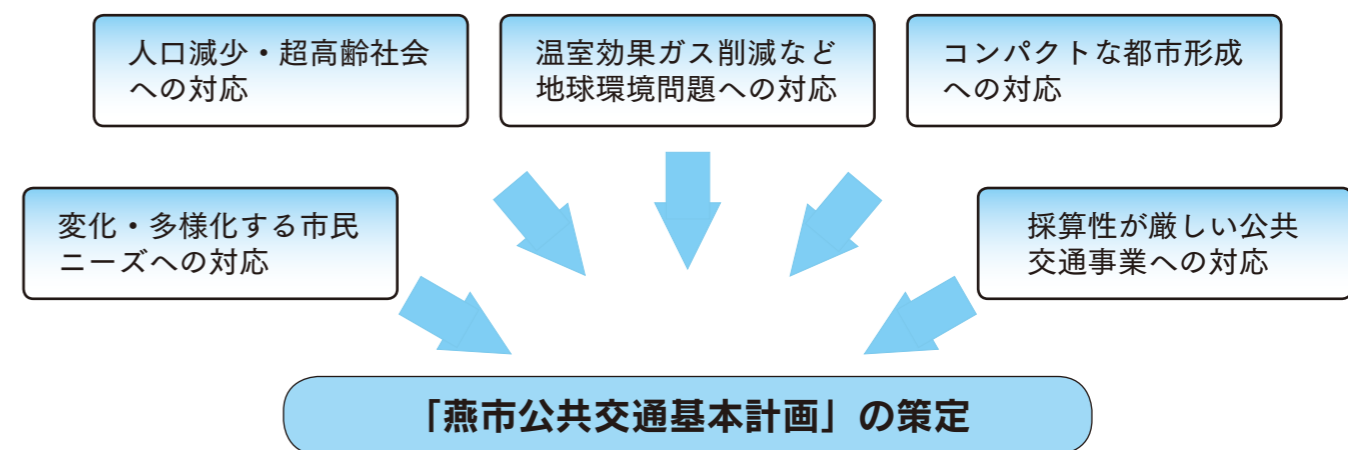 人口減少・超高齢社会
への対応
温室効果ガス削減など
地球環境問題への対応
コンパクトな都市形成
への対応
変化・多様化する市民
ニーズへの対応
採算性が厳しい公共
交通事業への対応
「燕市公共交通基本計画」の策定